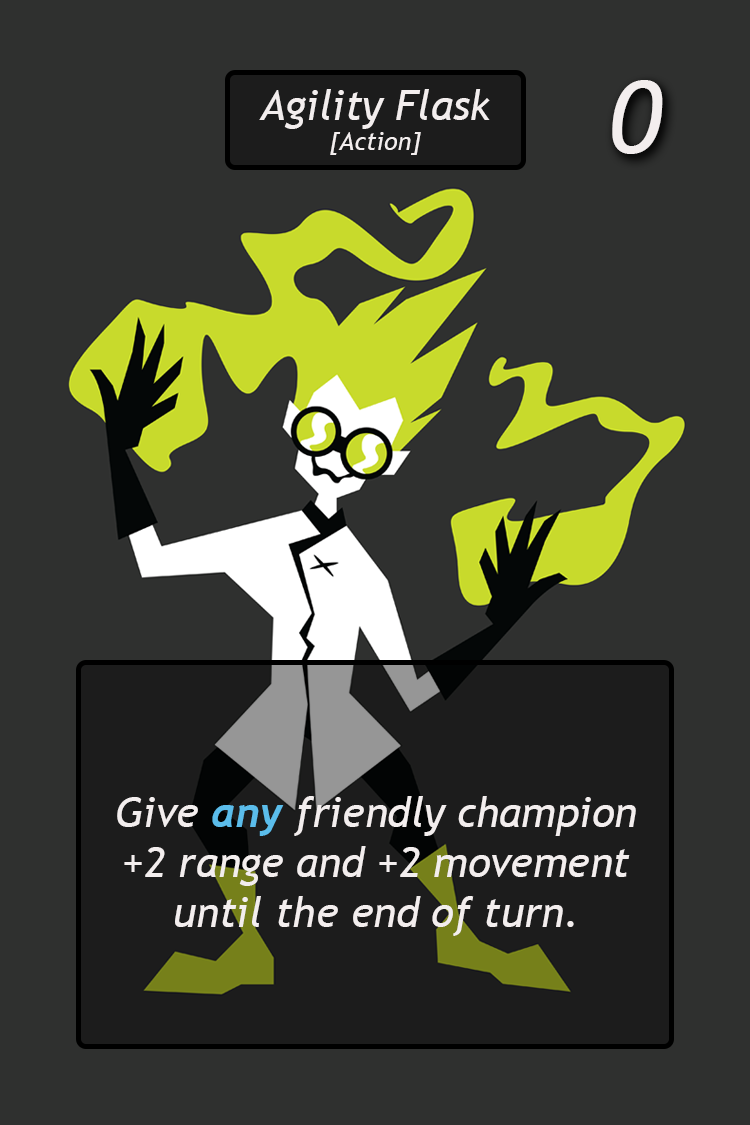 Agility Flask
[Action]
0
Give any friendly champion
+2 range and +2 movement
until the end of turn.